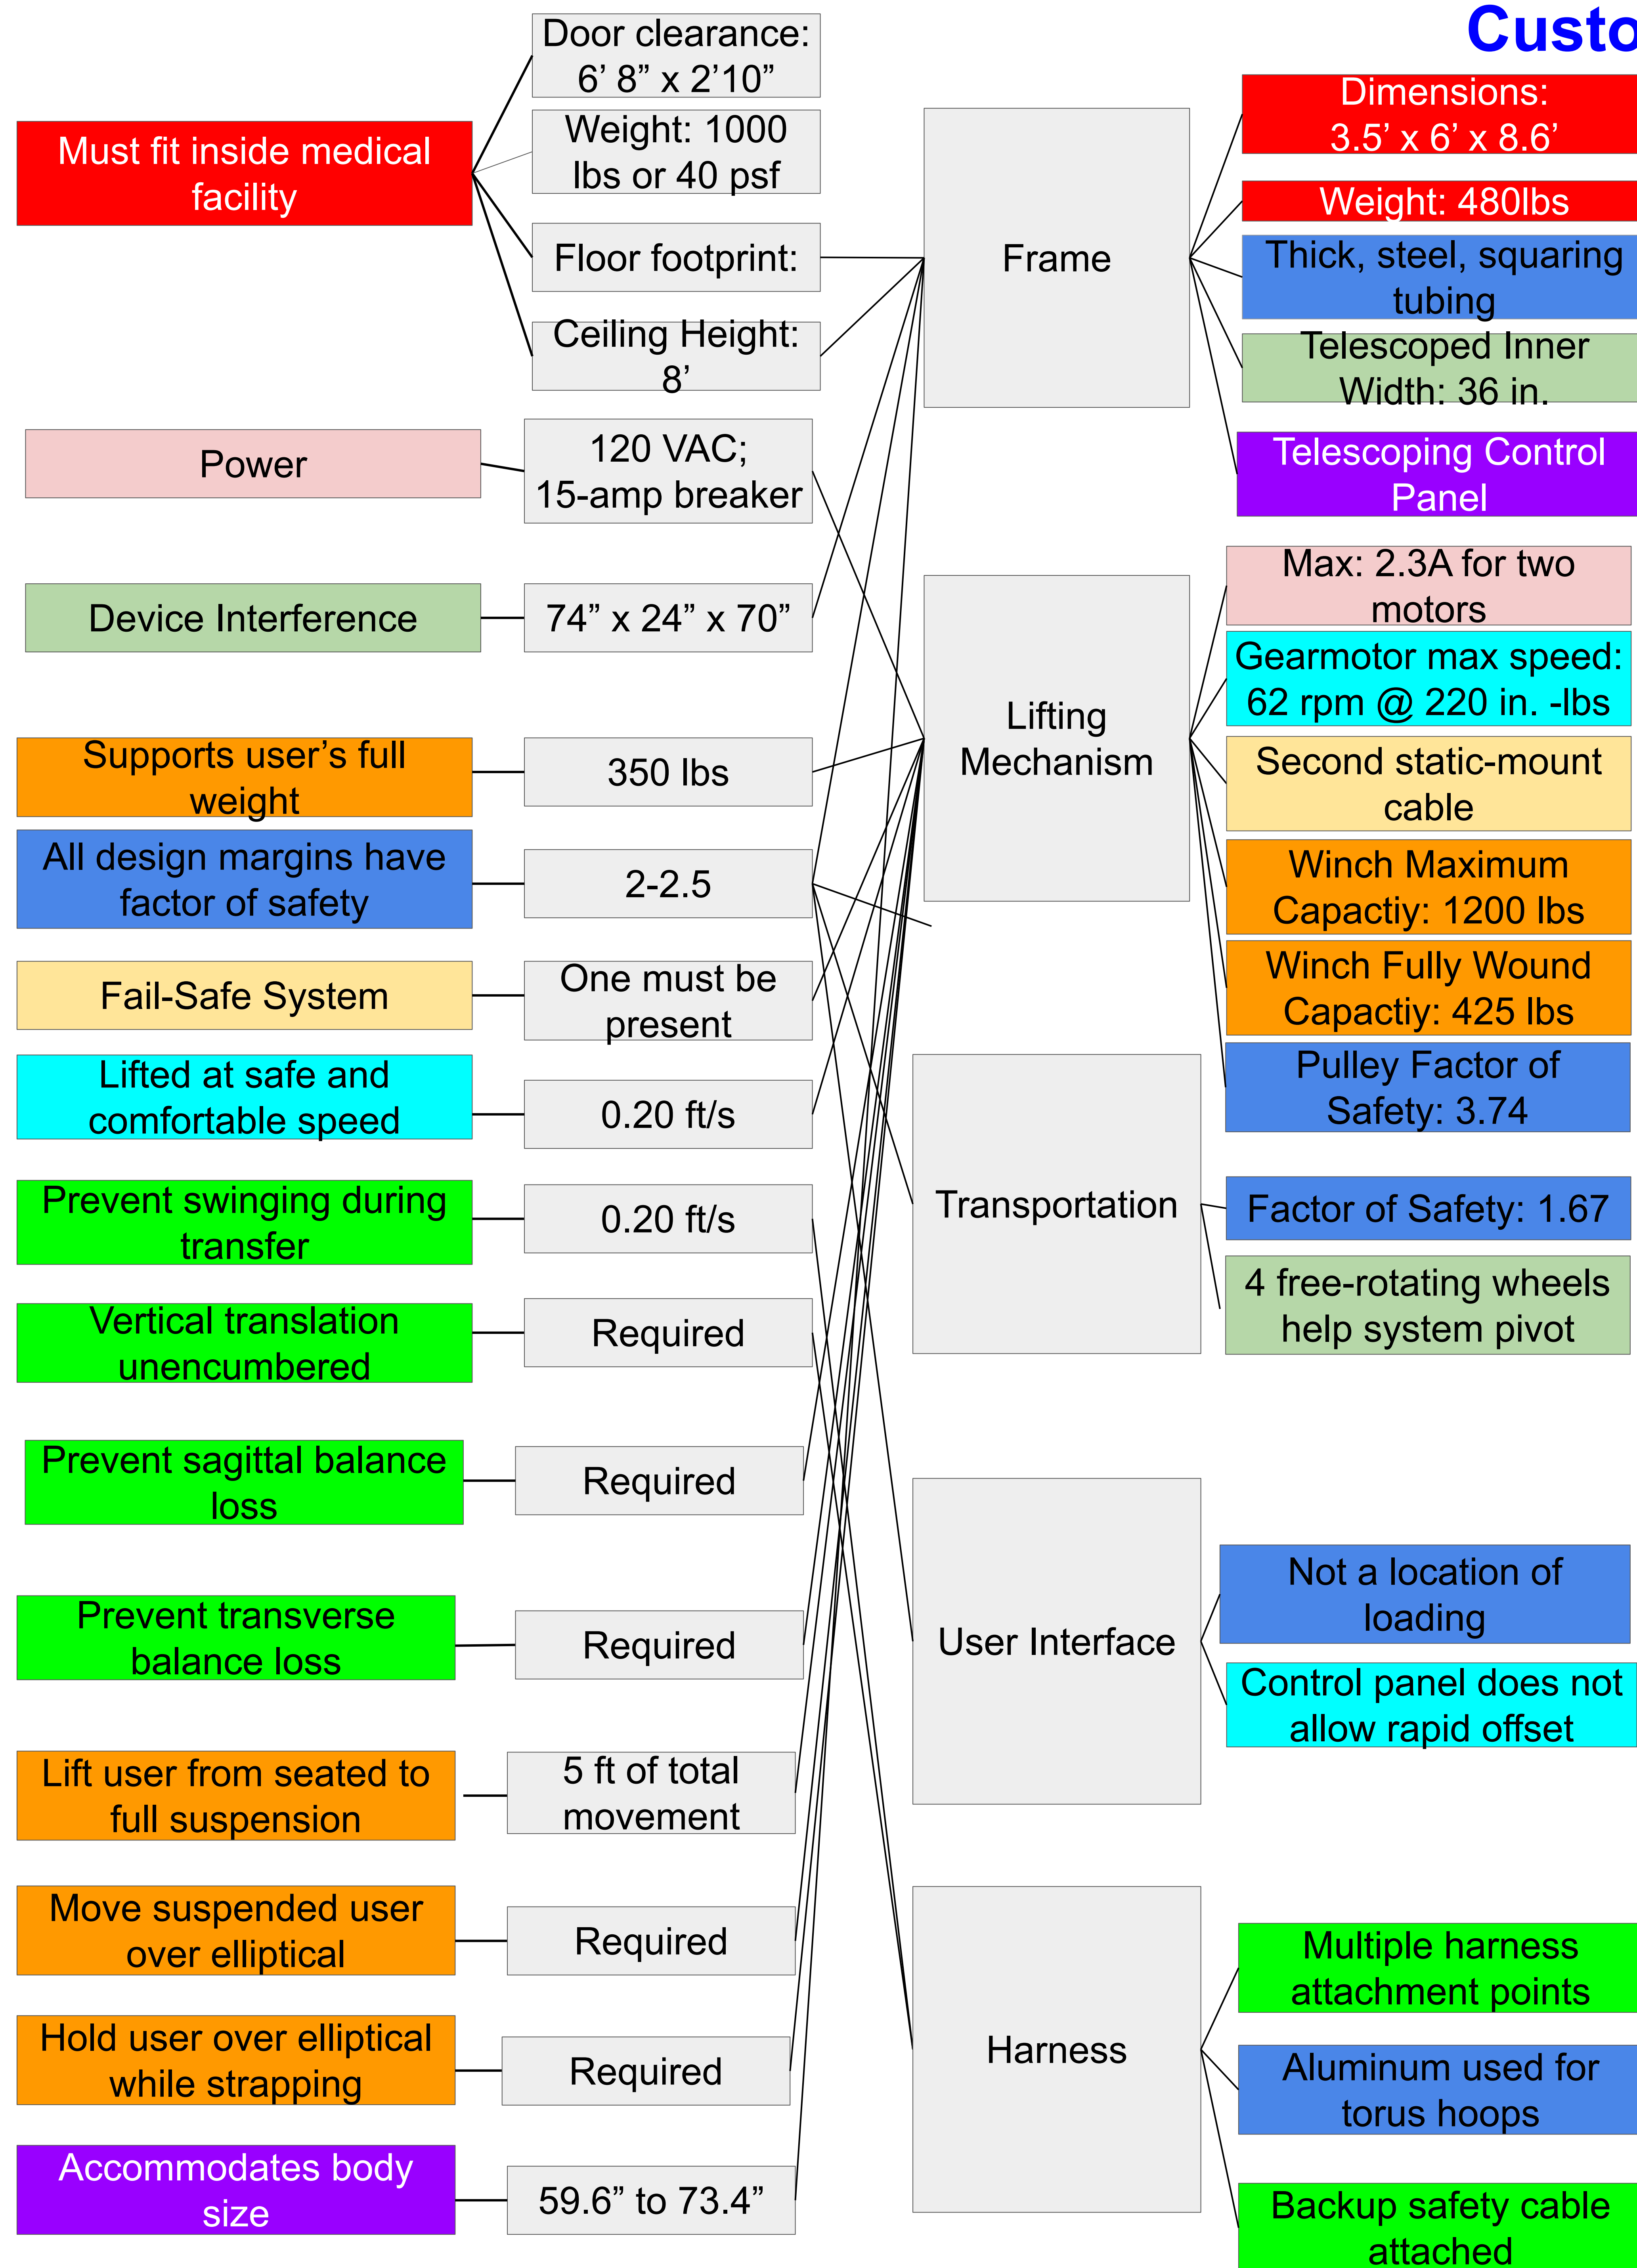 Custo
Door clearance:
6’ 8” x 2’10”
Weight: 1000
lbs or 40 psf
Must fit inside medical
facility
Floor footprint:
Ceiling Height:
8’
Power
120 VAC;
15-amp breaker
Device Interference
74” x 24” x 70”
Supports user’s full
weight
350 lbs
All design margins have
factor of safety
2-2.5
Fail-Safe System
One must be
present
Lifted at safe and
comfortable speed
0.20 ft/s
Prevent swinging during
transfer
0.20 ft/s
Vertical translation
unencumbered
Required
Prevent sagittal balance
loss
Required
Prevent transverse
balance loss
Required
Lift user from seated to
full suspension
5 ft of total
movement
Move suspended user
over elliptical
Required
Hold user over elliptical
while strapping
Required
Accommodates body
size
59.6” to 73.4”
Frame
Dimensions:
3.5’ x 6’ x 8.6’
Weight: 480lbs
Thick, steel, squaring
tubing
Telescoped Inner
Width: 36 in.
Telescoping Control
Panel
Lifting
Mechanism
Max: 2.3A for two
motors
Gearmotor max speed:
62 rpm @ 220 in. -lbs
Second static-mount
cable
Winch Maximum
Capactiy: 1200 lbs
Winch Fully Wound
Capactiy: 425 lbs
Pulley Factor of
Safety: 3.74
Transportation
Factor of Safety: 1.67
4 free-rotating wheels
help system pivot
User Interface
Not a location of
loading
Control panel does not
allow rapid offset
Harness
Multiple harness
attachment points
Aluminum used for
torus hoops
Backup safety cable
attached